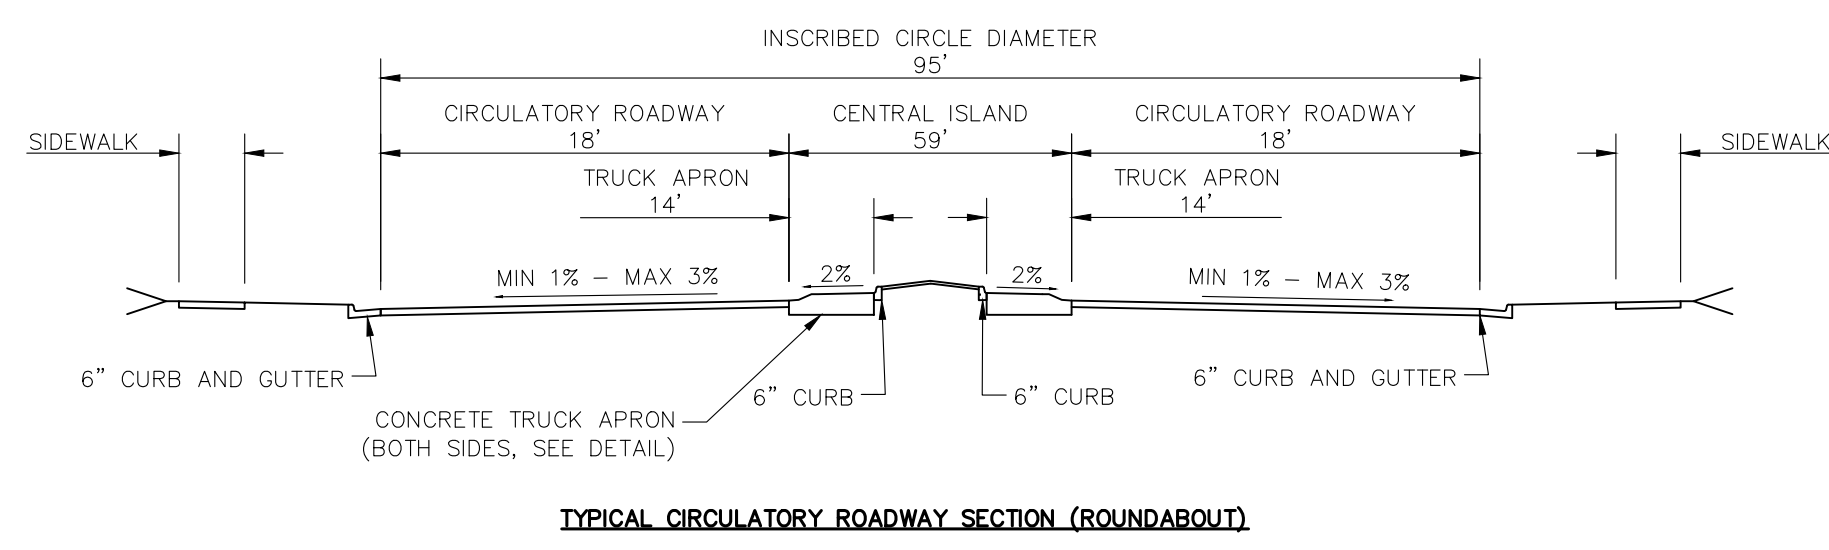 INSCRIBED CIRCLE DIAMETER
95'
CIRCULATORY ROADWAY
18'
CENTRAL ISLAND
59'
CIRCULATORY ROADWAY
18'
SIDEWALK
SIDEWALK
TRUCK APRON
14'
TRUCK APRON
14'
MIN 1% - MAX 3%
2%
2%
MIN 1% - MAX 3%
6" CURB AND GUTTER
6" CURB
6" CURB
6" CURB AND GUTTER
CONCRETE TRUCK APRON
(BOTH SIDES, SEE DETAIL)
TYPICAL CIRCULATORY ROADWAY SECTION (ROUNDABOUT)